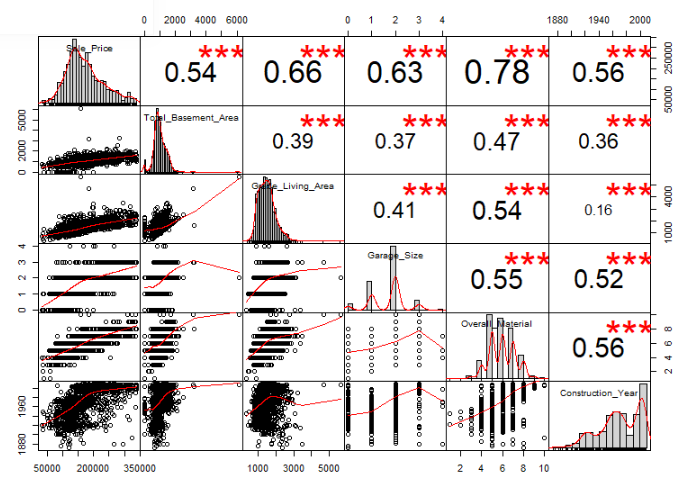 0 2000 4000 6000 0 1 2 3 4 1880 1940 2000
Sale_Price *** 0.54 *** 0.66 *** 0.63 *** 0.78 *** 0.56 50000 250000
0 2000 5000 Total_Basement_Area *** 0.39 *** 0.37 *** 0.47 *** 0.36
*** 0.41 *** 0.54 *** 0.16 1000 4000
0 1 2 3 4 Garage_Size *** 0.55 *** 0.52
Overall_Material *** 0.56 2 4 6 8
1880 1990 Construction_Year
50000 200000 350000 1000 3000 5000 2 4 6 8 10